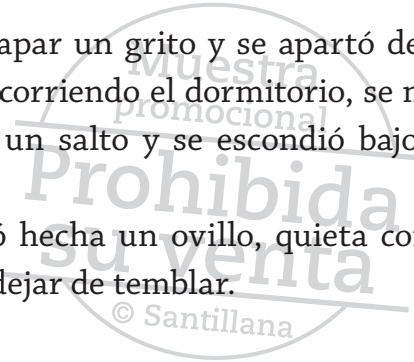 apar un grito y se apartó de
corriendo el dormitorio, se m
un salto y se escondió bajo
ó hecha un ovillo, quieta co
dejar de temblar.
Muestra
promocional
Prohibida
su venta
© Santillana